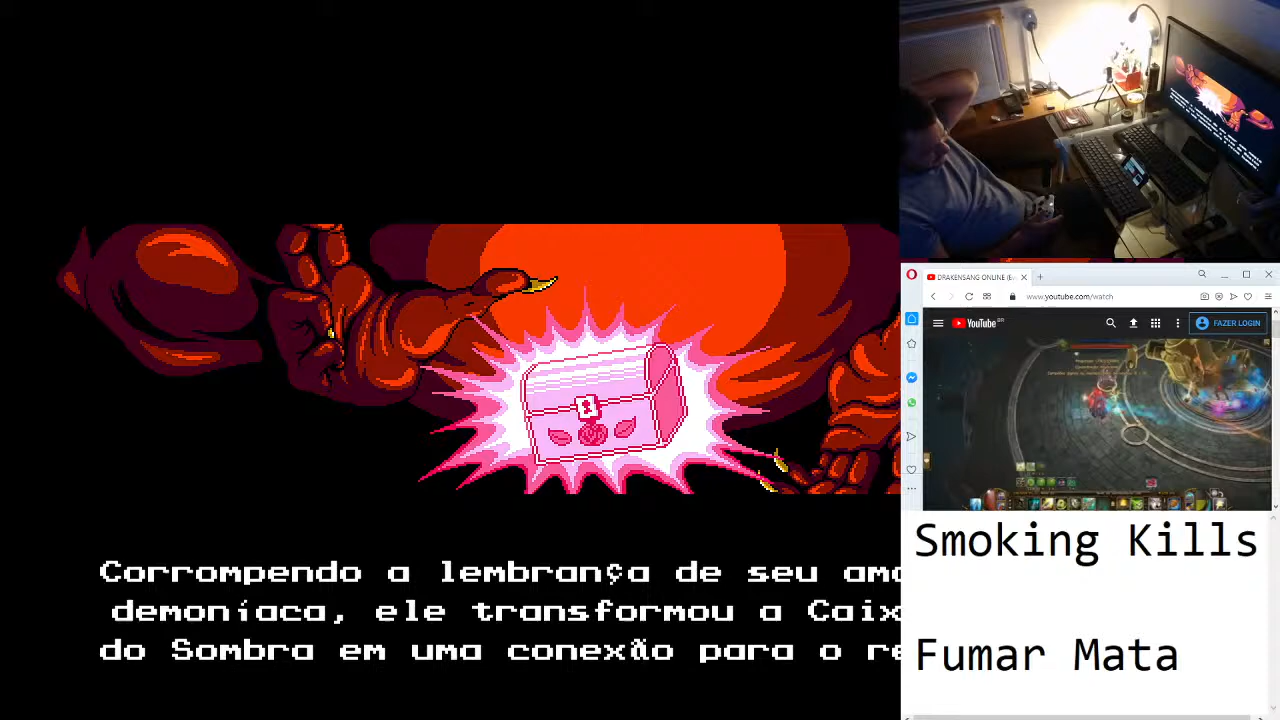 Corrompendo a lembrança de seu amo
demoníaca, ele transformou a Caix
do Sombra em uma conexão para o re
DRAKENSANG ONLINE (E
www.youtube.com/watch
YouTube BR
FAZER LOGIN
Smoking Kills
Fumar Mata